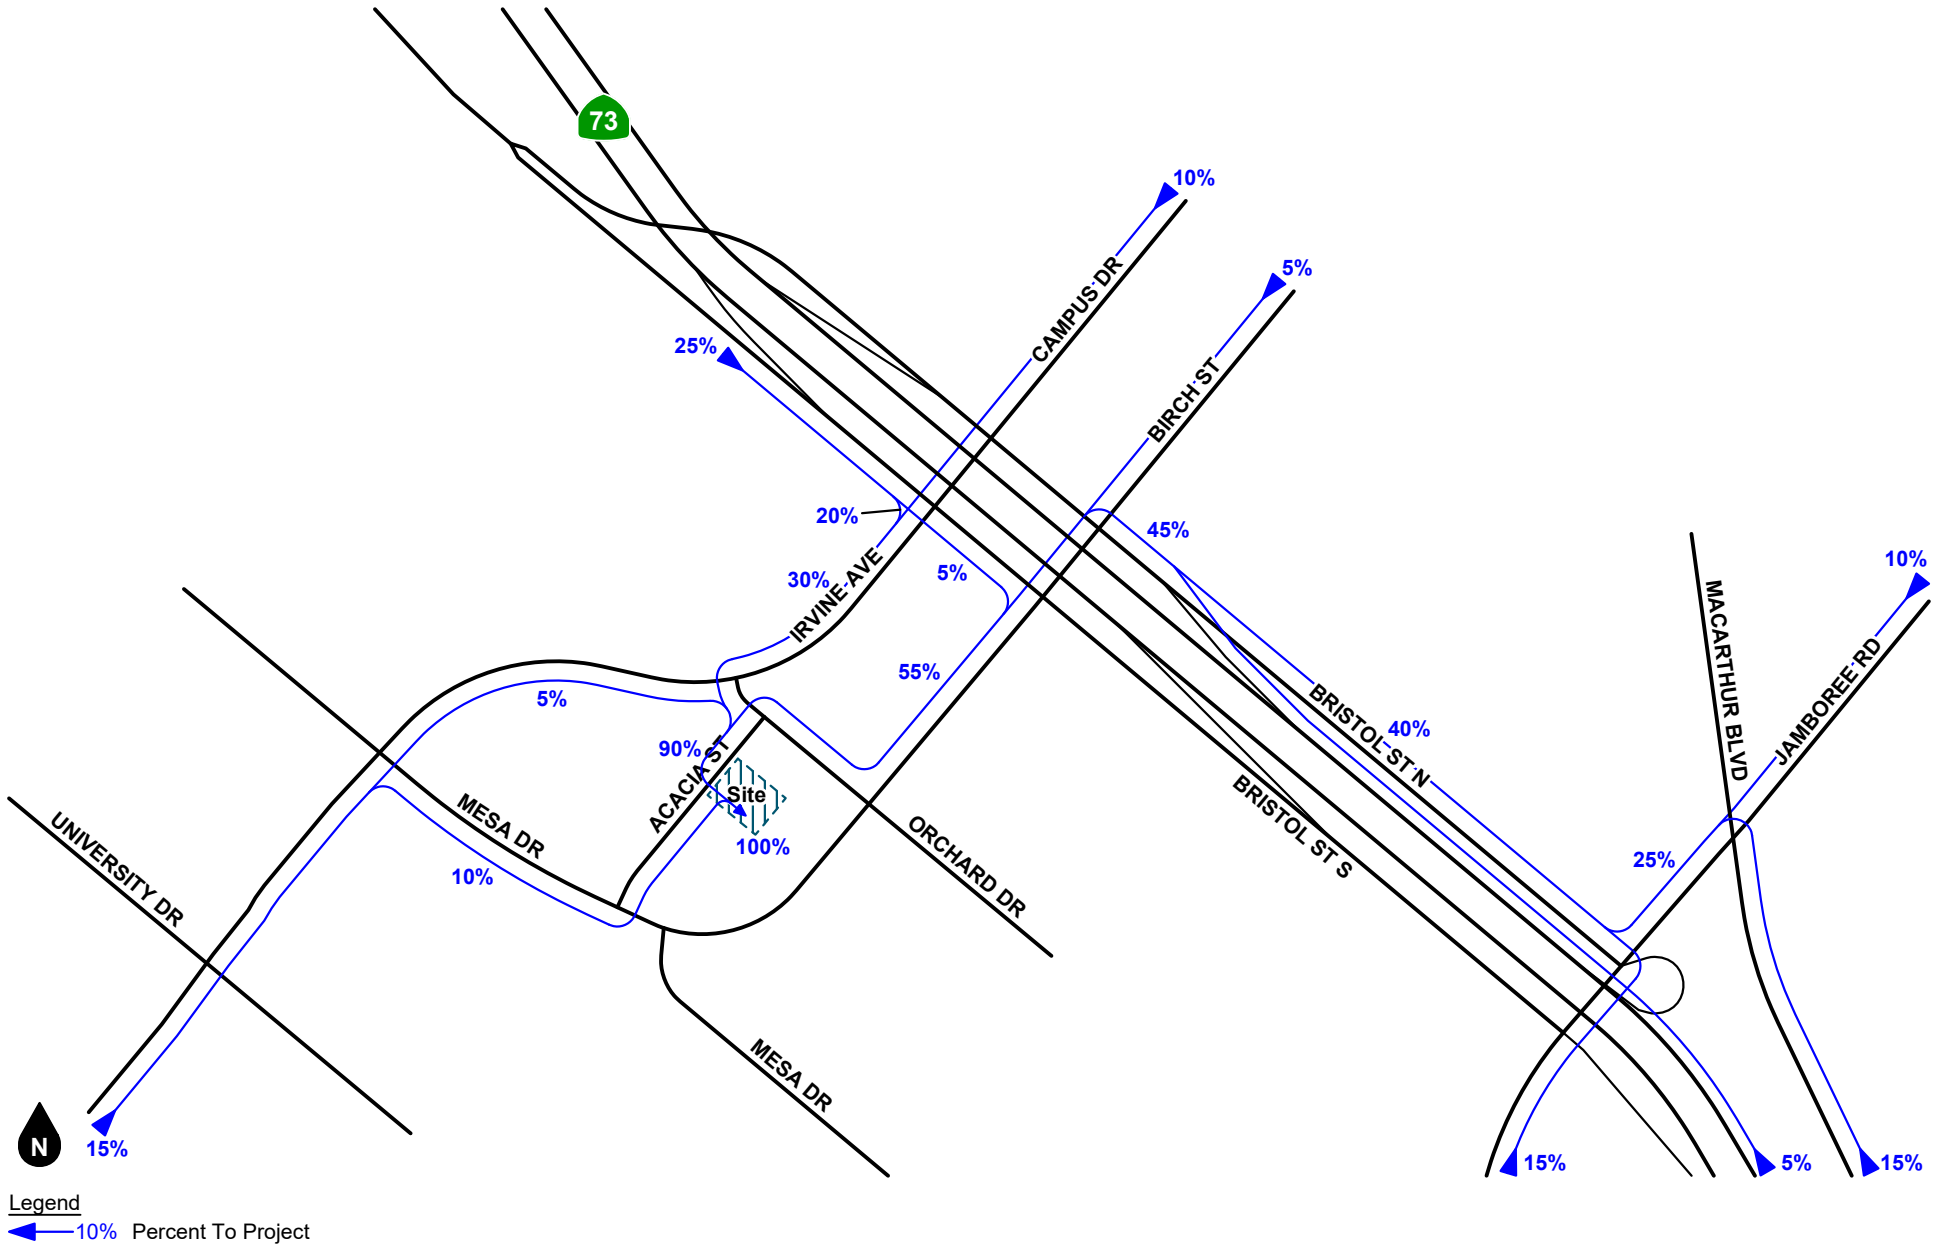 73
10%
CAMPUS DR
5%
BIRCH ST
25%
20%
45%
30%
IRVINE AVE
5%
10%
MACARTHUR BLVD
JAMBOREE RD
55%
5%
BRISTOL ST N
40%
90%
ACACIA ST
Site
100%
BRISTOL ST S
MESA DR
10%
ORCHARD DR
25%
UNIVERSITY DR
MESA DR
N
15%
15%
5%
15%
Legend
10% Percent To Project